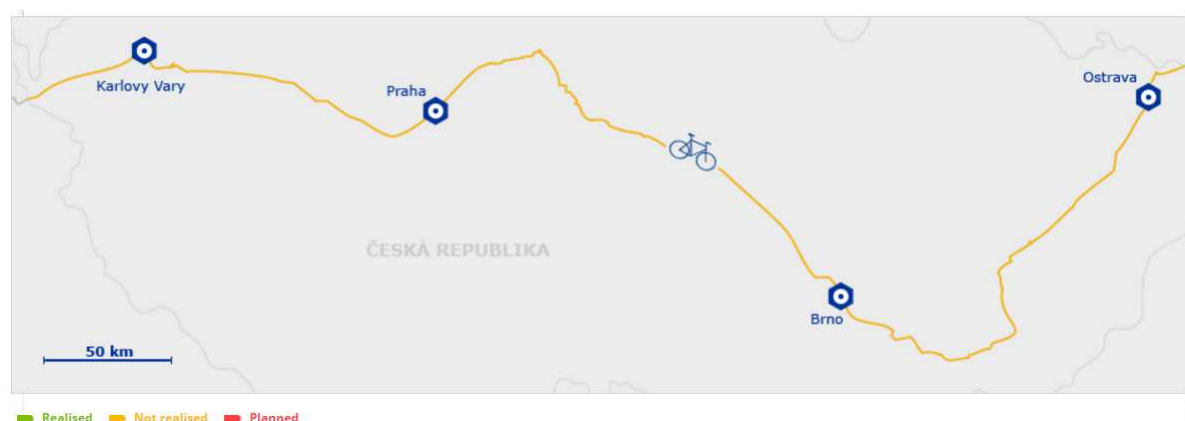 Karlovy Vary
Praha
Ostrava
ČESKÁ REPUBLIKA
Brno
50 km
Realised Not realised Planned